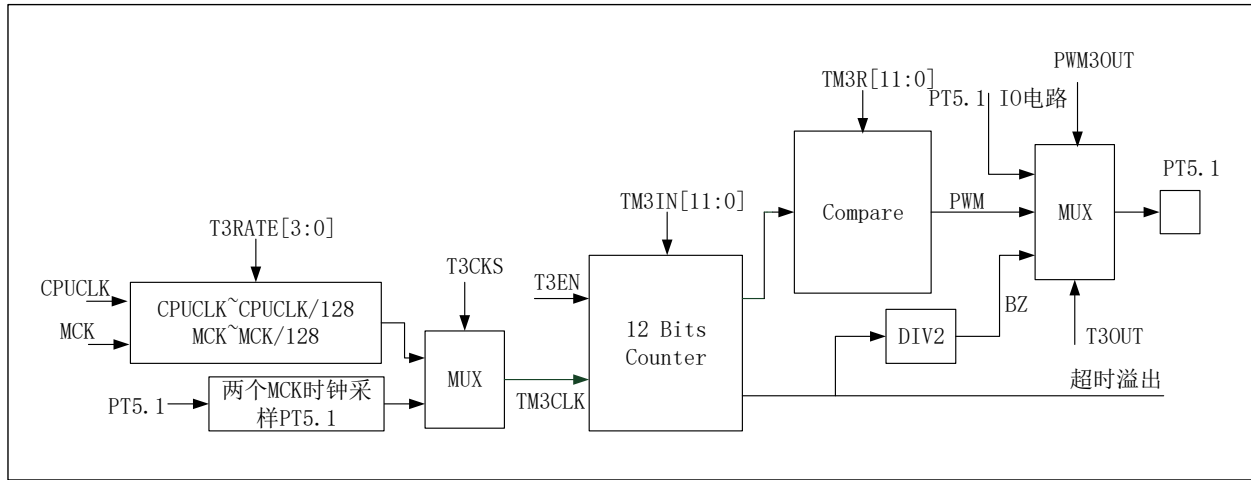 PWM3OUT
TM3R[11:0]
PT5.1 IO电路
PT5.1
TM3IN[11:0]
Compare
PWM
MUX
T3RATE[3:0]
T3CKS
CPUCLK
T3EN
CPUCLK~CPUCLK/128
MCK~MCK/128
MCK
12 Bits
Counter
BZ
DIV2
T3OUT
MUX
超时溢出
PT5.1
两个MCK时钟采
样PT5.1
TM3CLK